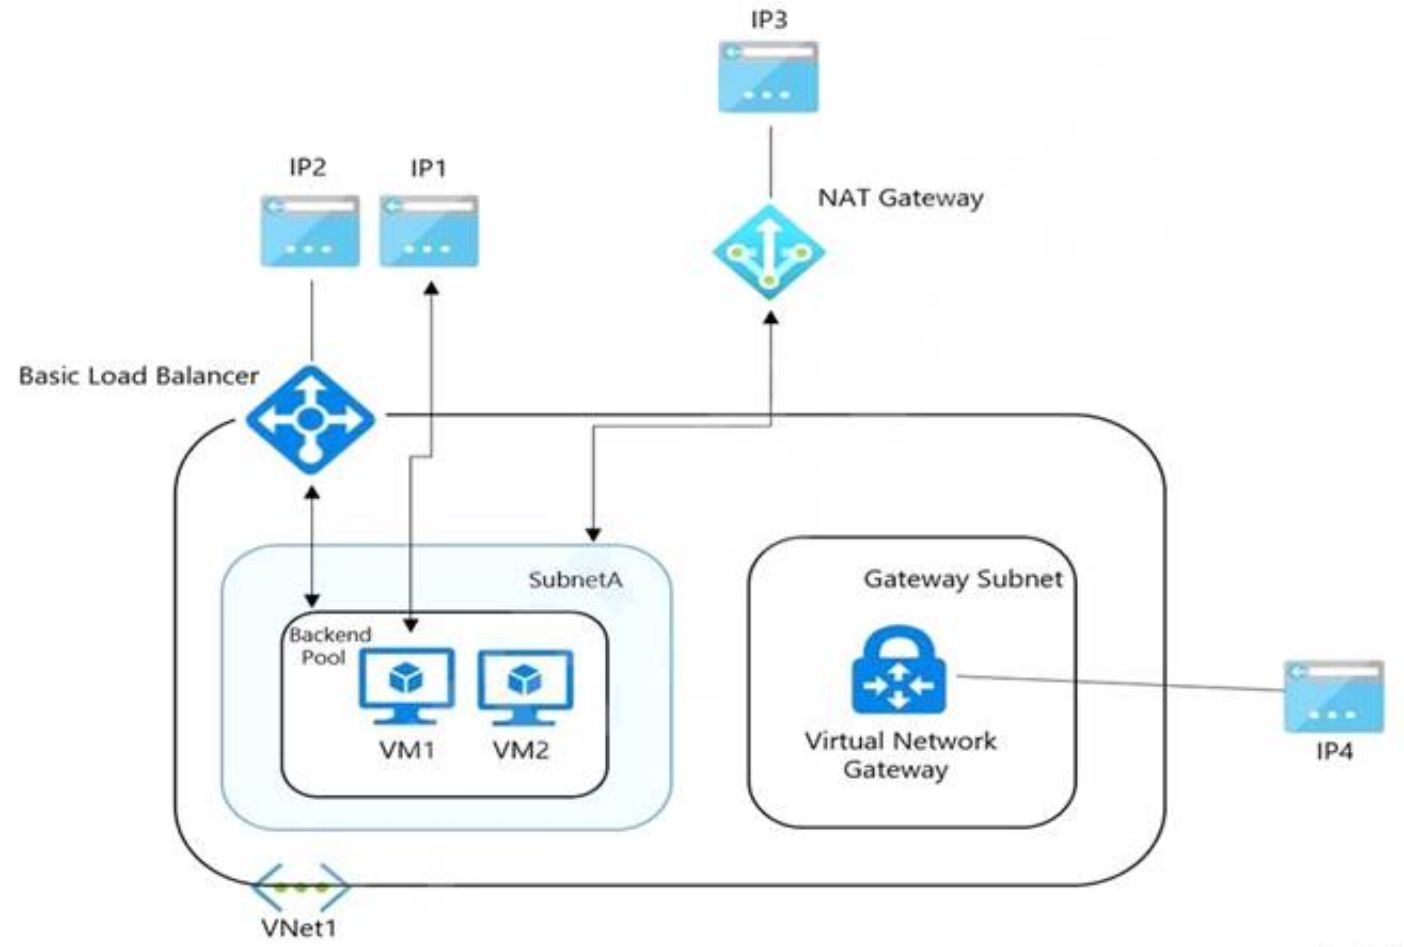 IP3
IP2
IP1
NAT Gateway
Basic Load Balancer
SubnetA
Gateway Subnet
Backend
Pool
VM1
VM2
Virtual Network
Gateway
IP4
VNet1